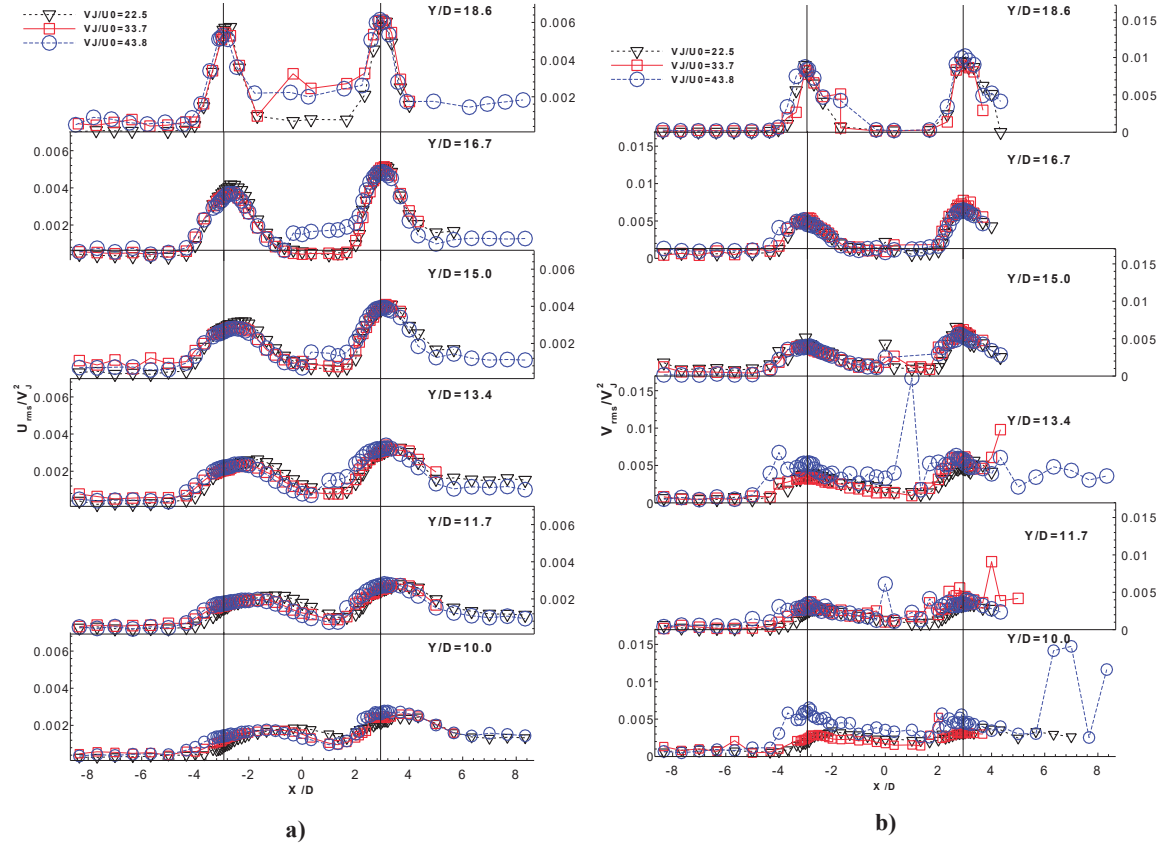 VJ/U0=22.5
VJ/U0=33.7
VJ/U0=43.8
Y/D=18.6
0.006
0.004
0.002
0.006
Y/D=16.7
0.004
0.002
Y/D=15.0
0.006
0.004
0.002
0.006
Y/D=13.4
0.004
0.002
Y/D=11.7
0.006
0.004
0.002
0.006
Y/D=10.0
0.004
0.002
Urms/V²J
-8 -6 -4 -2 0 2 4 6 8
X/D
a)
VJ/U0=22.5
VJ/U0=33.7
VJ/U0=43.8
Y/D=18.6
0.015
0.01
0.005
0
0.015
Y/D=16.7
0.01
0.005
0
Y/D=15.0
0.015
0.01
0.005
0
0.015
Y/D=13.4
0.01
0.005
0
Y/D=11.7
0.015
0.01
0.005
0
0.015
Y/D=10.0
0.01
0.005
0
Vrms/V²J
-8 -6 -4 -2 0 2 4 6 8
X/D
b)